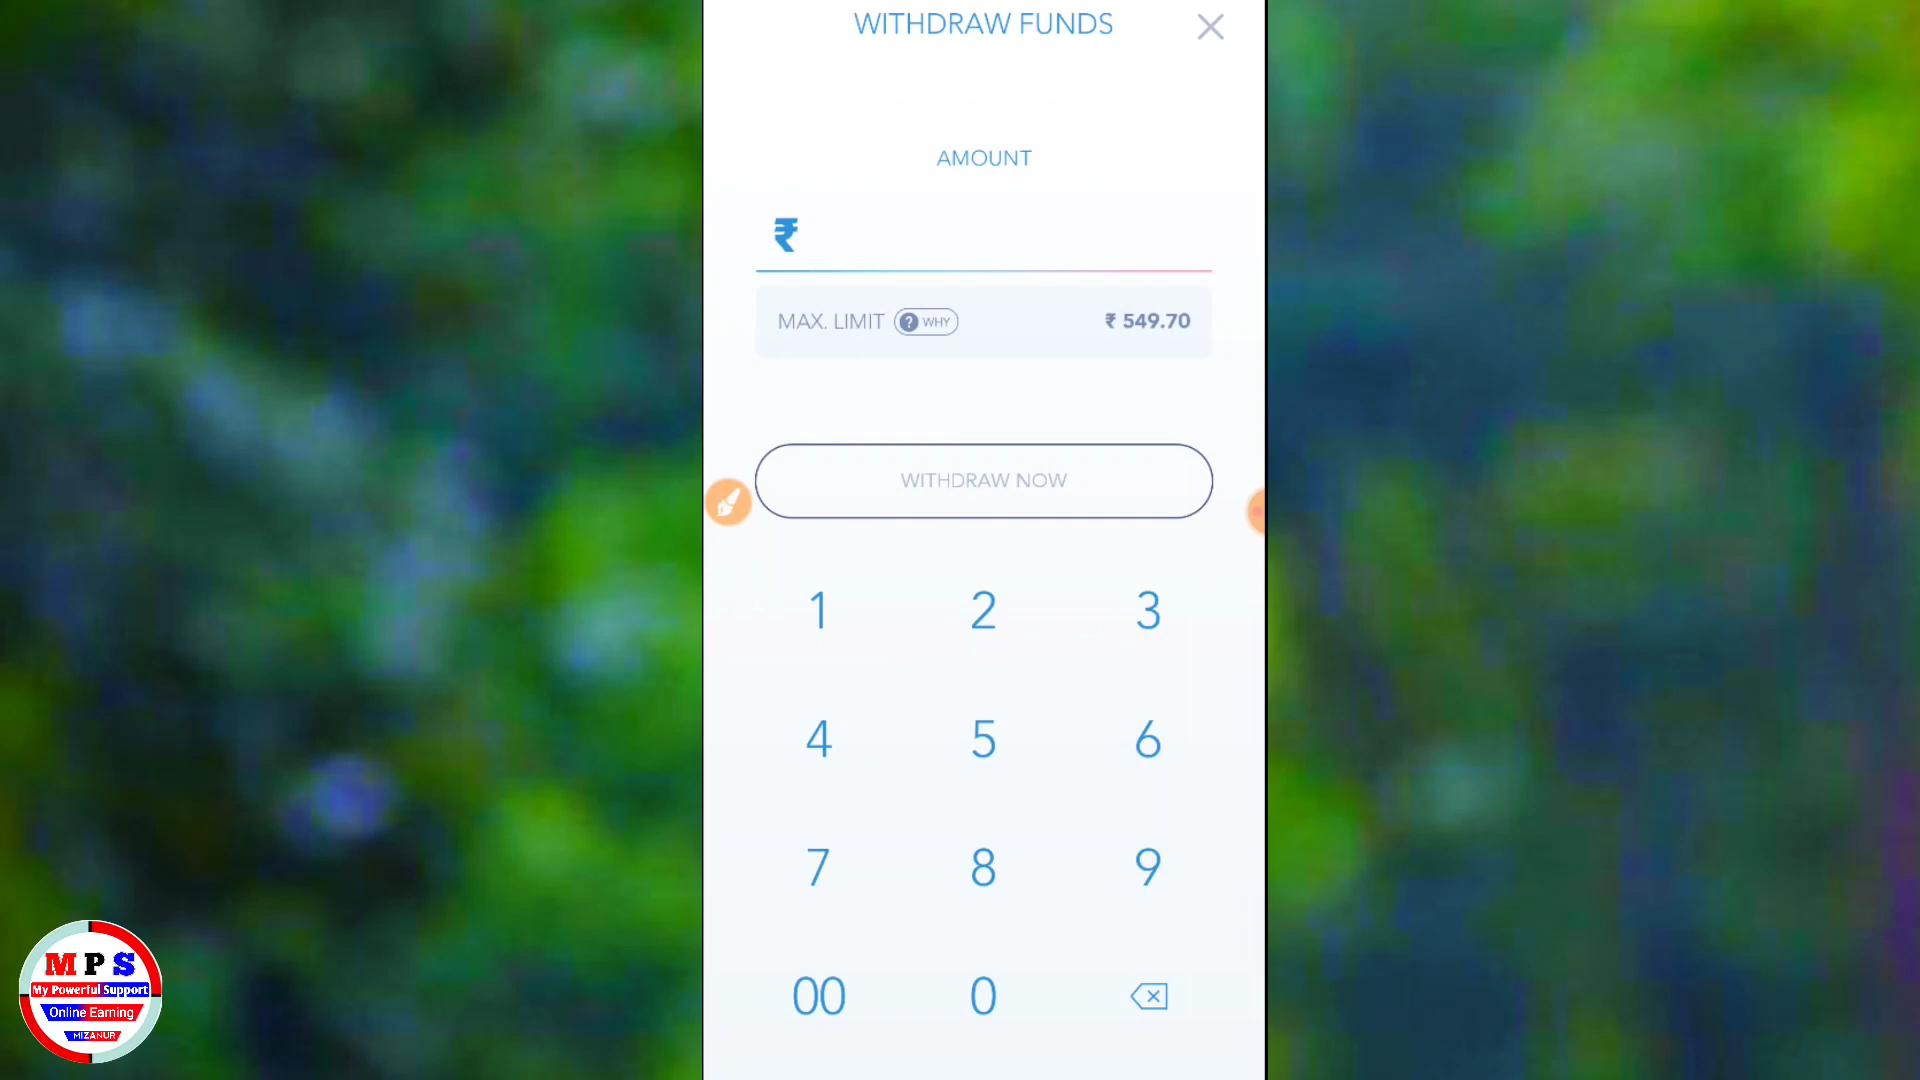 WITHDRAW FUNDS
AMOUNT
₹
MAX. LIMIT ? WHY ₹ 549.70
WITHDRAW NOW
1 2 3
4 5 6
7 8 9
00 0
M P S
My Powerful Support
Online Earning
MIZANUR